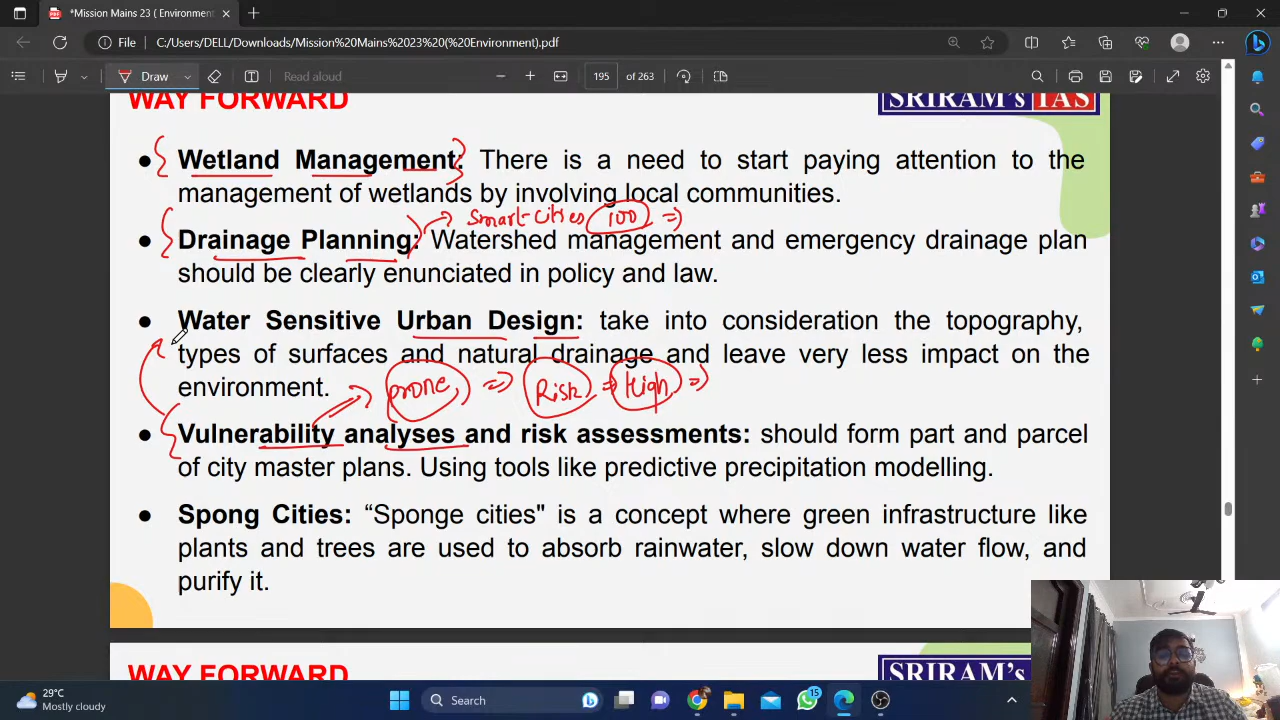 *Mission Mains 23 ( Environment
File C:/Users/DELL/Downloads/Mission%20Mains%2023%20(%20Environment).pdf
Draw Read aloud 195 of 263
WAY FORWARD SRIRAM's IAS
● Wetland Management: There is a need to start paying attention to the
management of wetlands by involving local communities.
Smart-Cities 100 ⇒
● Drainage Planning: Watershed management and emergency drainage plan
should be clearly enunciated in policy and law.
● Water Sensitive Urban Design: take into consideration the topography,
types of surfaces and natural drainage and leave very less impact on the
environment. prone ⇒ Risk ⇒ High ⇒
● Vulnerability analyses and risk assessments: should form part and parcel
of city master plans. Using tools like predictive precipitation modelling.
● Spong Cities: “Sponge cities" is a concept where green infrastructure like
plants and trees are used to absorb rainwater, slow down water flow, and
purify it.
WAY FORWARD SRIRAM's
29°C
Mostly cloudy
Search
15